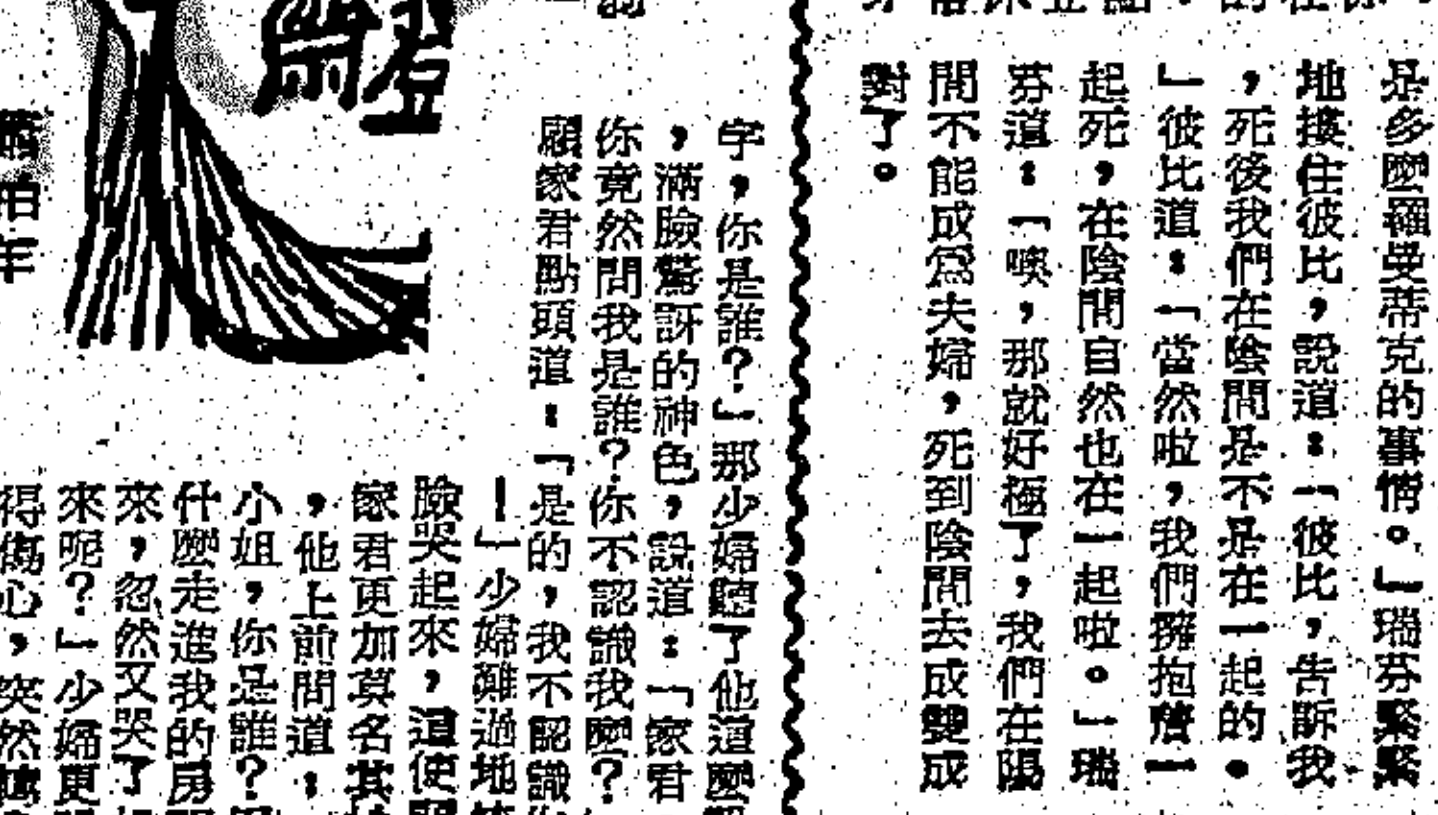 是多麼羅曼蒂克的事情。」瑞芬緊緊
地摟住彼比,說道:「彼比,告訴我
,死後我們在陰間是不是在一起的。
」彼比道:「當然啦,我們擁抱着一
起死,在陰間自然也在一起啦。」瑞
芬道:「噢,那就好極了,我們在陽
間不能成爲夫婦,死到陰間去成雙成
對了。
字,你是誰?」那少婦聽了他這麼
,滿臉驚訝的神色,說道:「家君
你竟然問我是誰?你不認識我麼?
顧家君點頭道:「是的,我不認識
!」少婦難過地
臉哭起來,這使
家君更加莫名其
,他上前問道:
小姐,你是誰?
什麼走進我的房
來,忽然又哭了
來呢?」少婦更
得傷心,突然